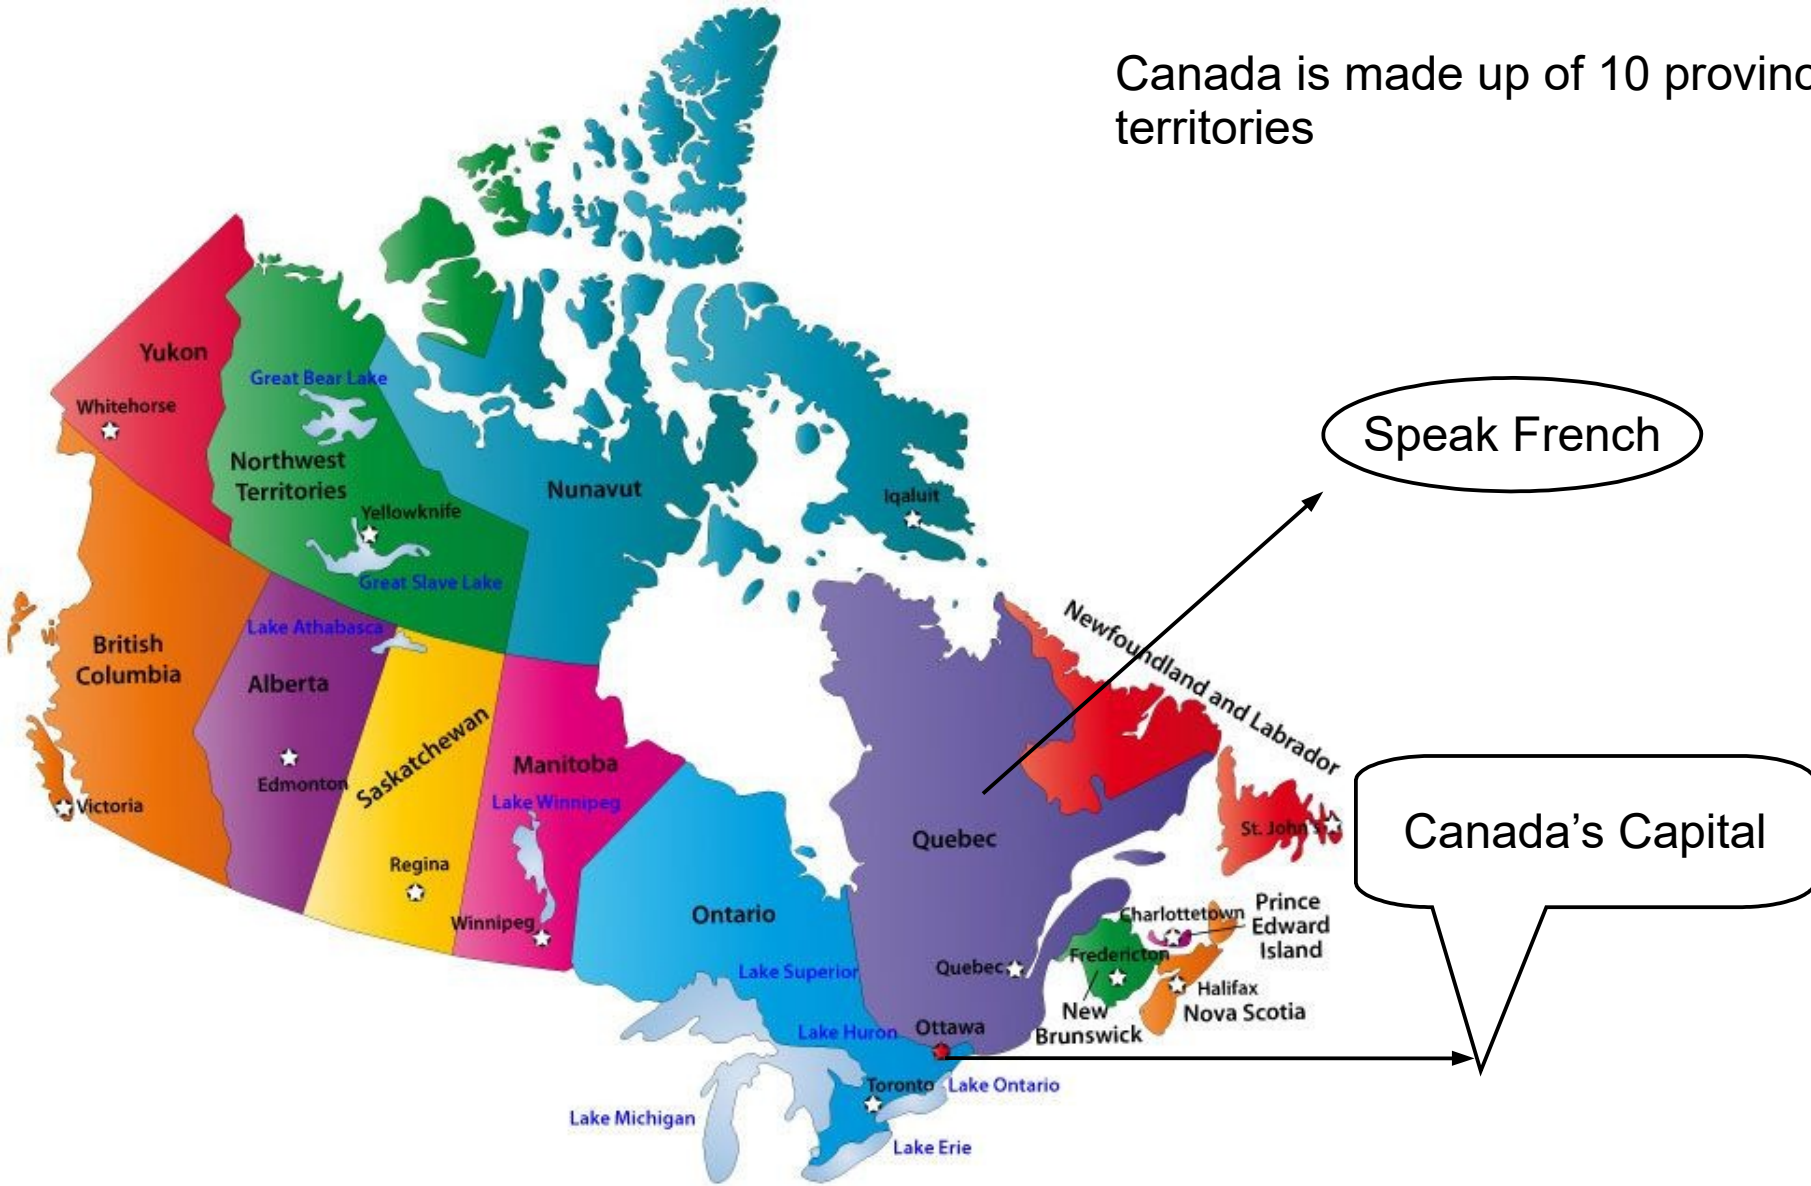 Canada is made up of 10 provinc
territories
Yukon
Whitehorse
Great Bear Lake
Northwest
Territories
Yellowknife
Great Slave Lake
Nunavut
Iqaluit
Speak French
British
Columbia
Victoria
Lake Athabasca
Alberta
Edmonton
Saskatchewan
Regina
Manitoba
Lake Winnipeg
Winnipeg
Ontario
Lake Superior
Lake Huron
Ottawa
Toronto
Lake Ontario
Lake Michigan
Lake Erie
Quebec
Quebec
Newfoundland and Labrador
St. John's
Canada’s Capital
Charlottetown
Prince
Edward
Island
Fredericton
New
Brunswick
Halifax
Nova Scotia